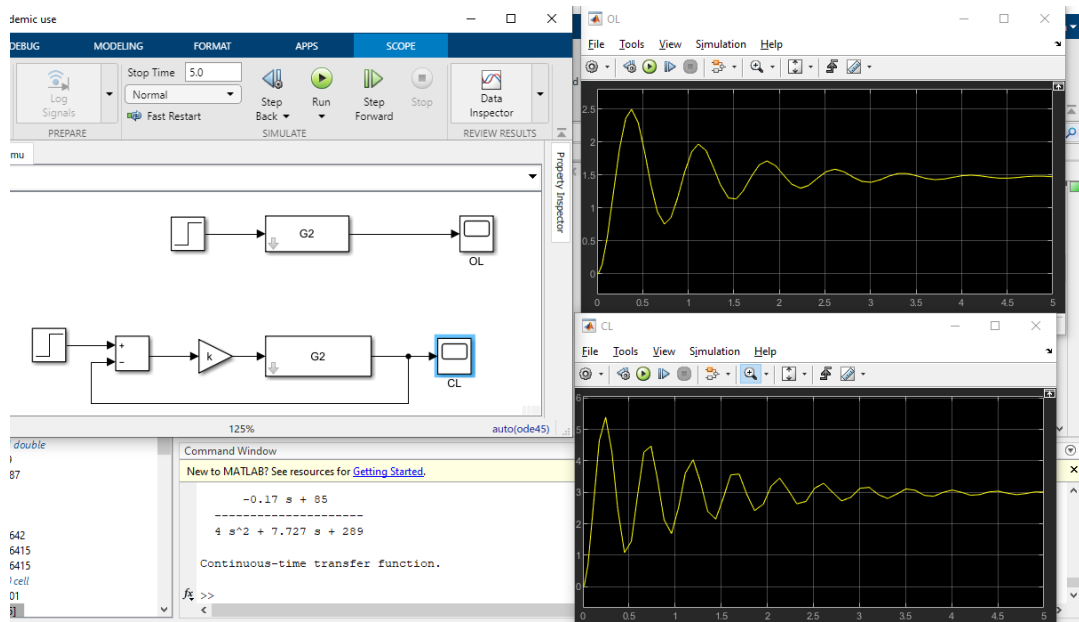 demic use
DEBUG MODELING FORMAT APPS SCOPE
Log Signals
Stop Time 5.0
Normal
Fast Restart
Step Back
Run
Step Forward
Stop
Data Inspector
PREPARE SIMULATE REVIEW RESULTS
mu
Property Inspector
G2
OL
+
−
k
G2
CL
125% auto(ode45)
OL
File Tools View Simulation Help
2.5
2
1.5
1
0.5
0
0 0.5 1 1.5 2 2.5 3 3.5 4 4.5 5
CL
File Tools View Simulation Help
6
5
4
3
2
1
0
0 0.5 1 1.5 2 2.5 3 3.5 4 4.5 5
double
87
642
6415
6415
cell
01
Command Window
New to MATLAB? See resources for Getting Started.
-0.17 s + 85
---------------------
4 s^2 + 7.727 s + 289
Continuous-time transfer function.
fx >>